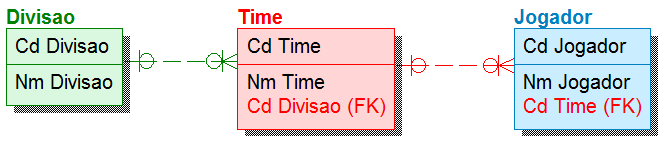 Divisao
Cd Divisao
Nm Divisao
Time
Cd Time
Nm Time
Cd Divisao (FK)
Jogador
Cd Jogador
Nm Jogador
Cd Time (FK)